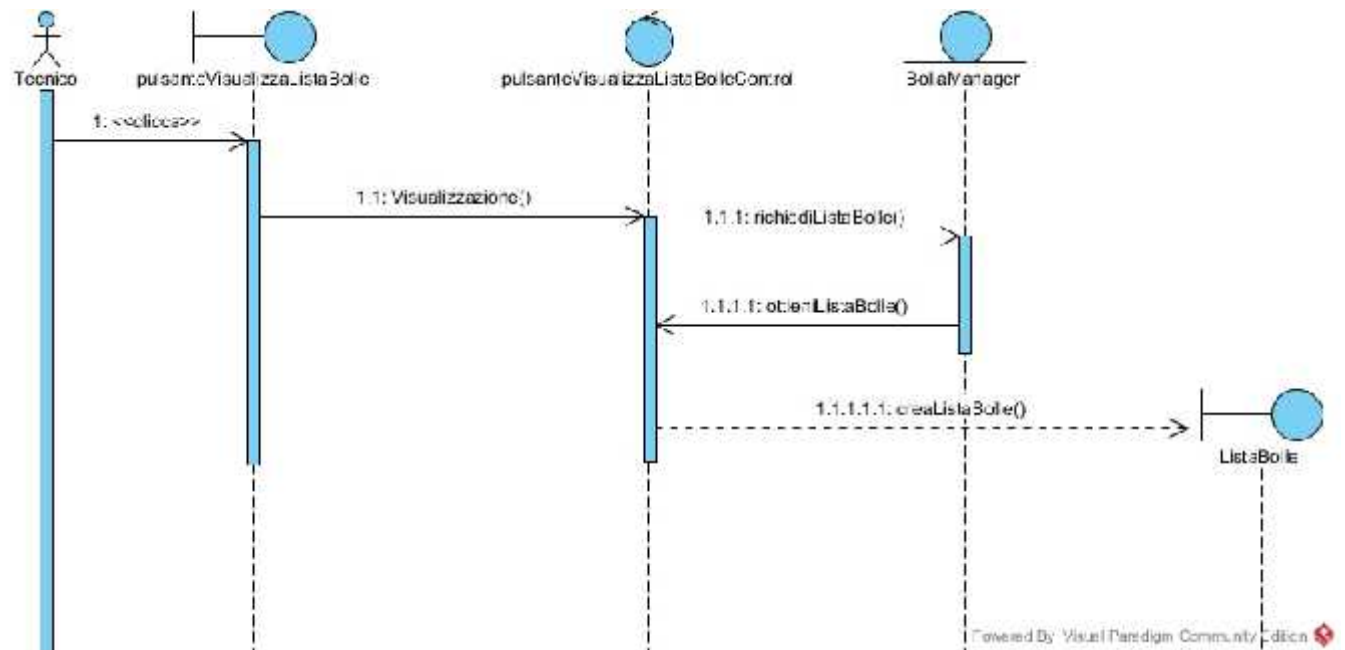 Tecnico
pulsanteVisualizzaListaBolle
pulsanteVisualizzaListaBolleControl
BollaManager
1: <<clicca>>
1.1: Visualizzazione()
1.1.1: richiediListaBolle()
1.1.1.1: ottieniListaBolle()
1.1.1.1.1: creaListaBolle()
ListaBolle
Powered By Visual Paradigm Community Edition